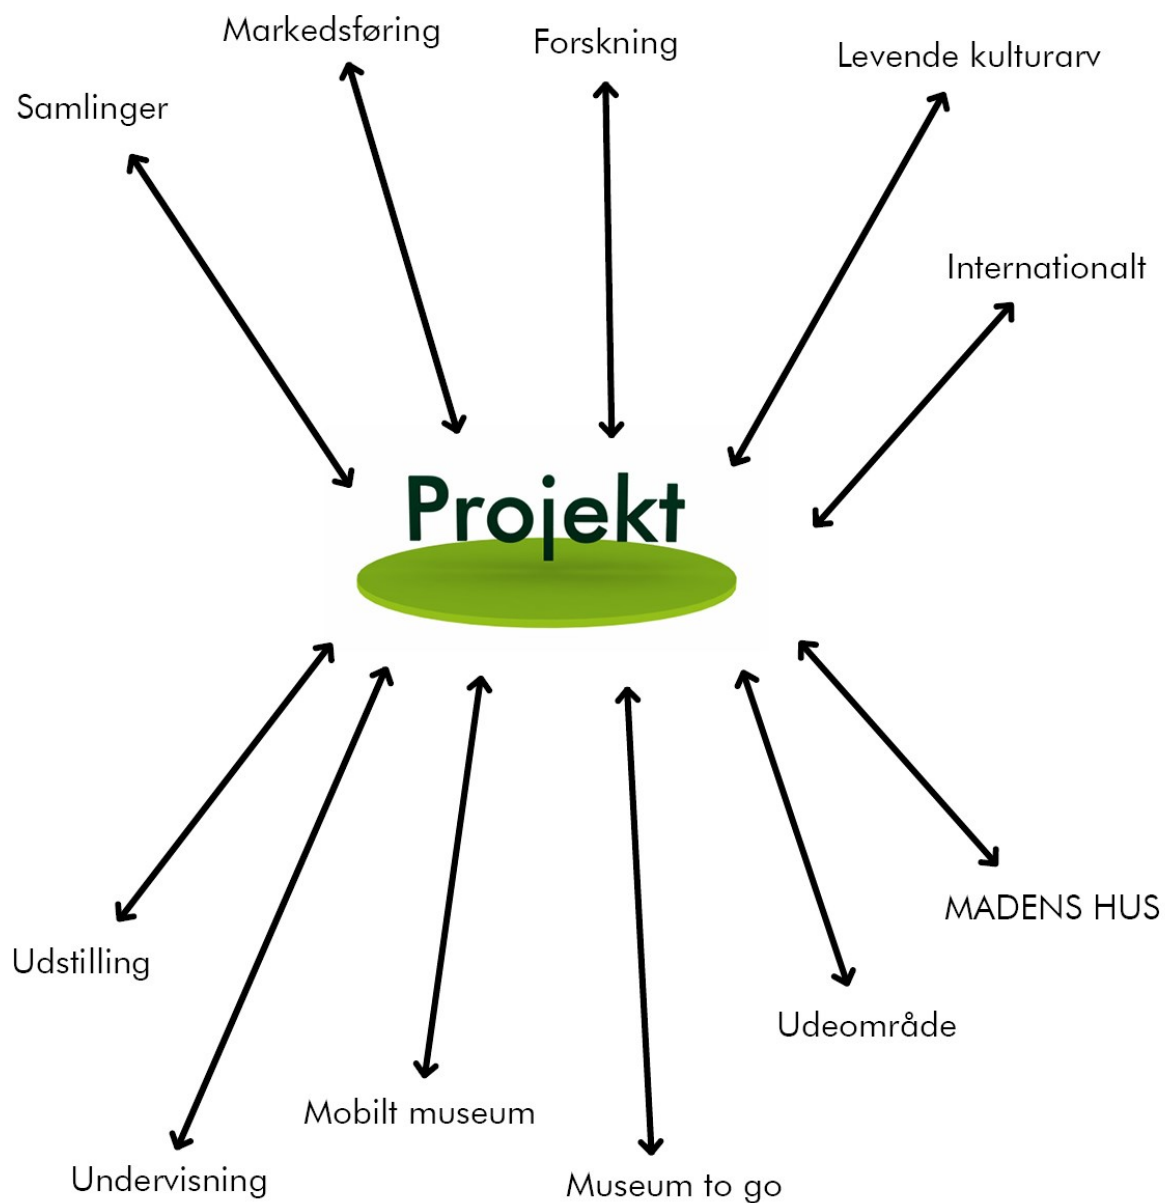 Markedsføring
Forskning
Levende kulturarv
Samlinger
Internationalt
Projekt
MADENS HUS
Udstilling
Udeområde
Mobilt museum
Undervisning
Museum to go